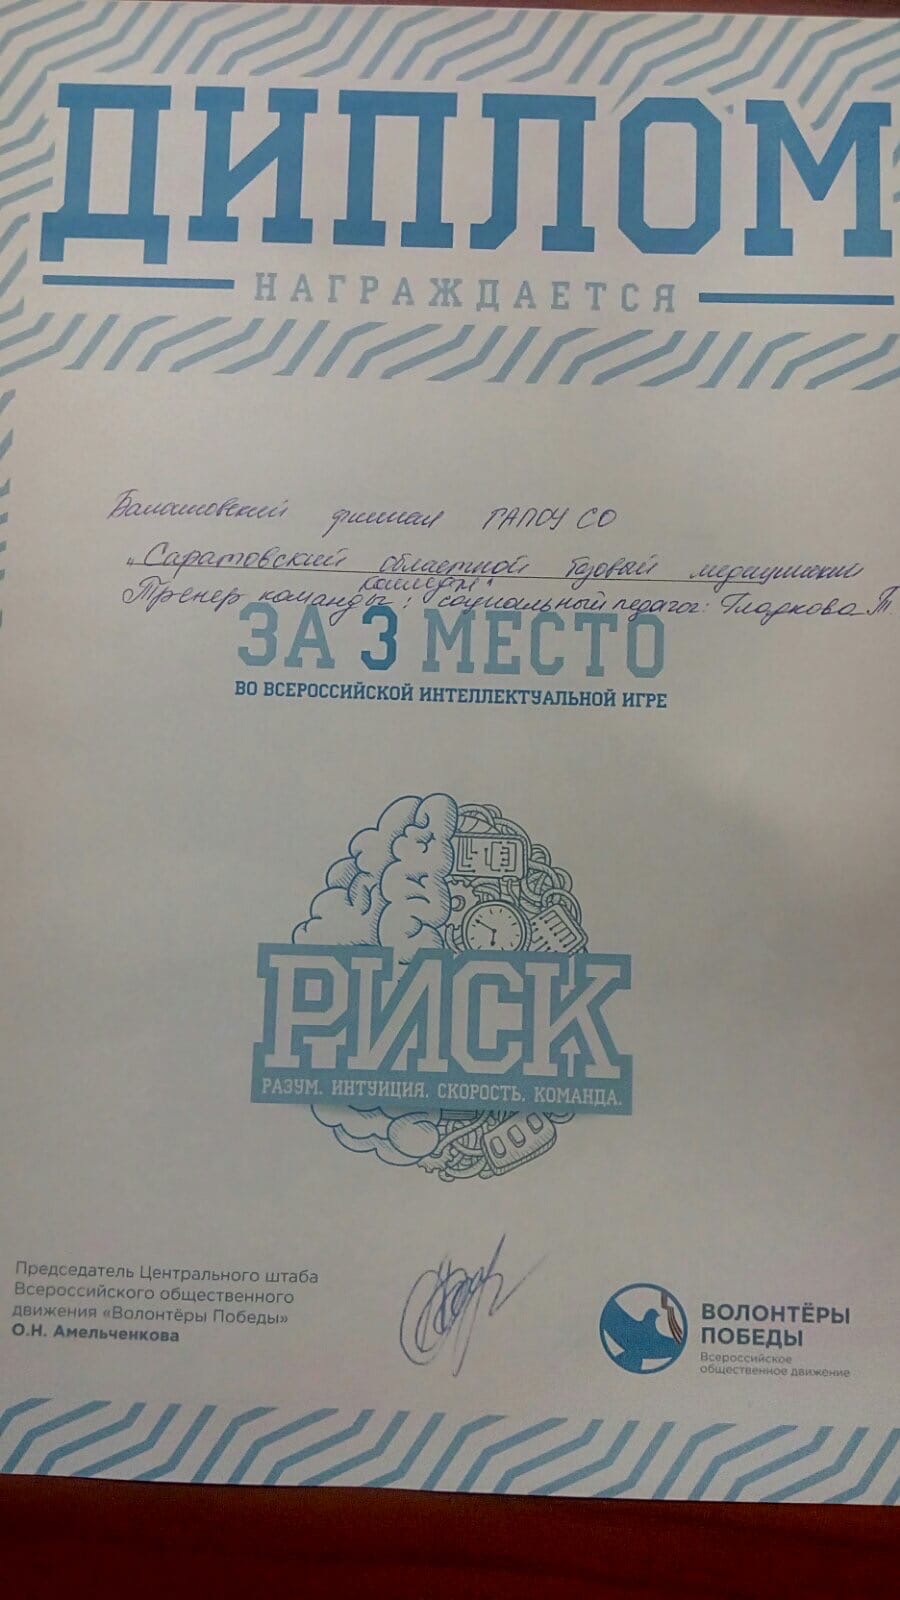 ДИПЛОМ
НАГРАЖДАЕТСЯ
Балашовский филиал ГАПОУ СО
„Саратовский областной базовый медицинский
колледж"
Тренер команды: социальный педагог: Гладкова Т.
ЗА 3 МЕСТО
ВО ВСЕРОССИЙСКОЙ ИНТЕЛЛЕКТУАЛЬНОЙ ИГРЕ
РИСК
РАЗУМ. ИНТУИЦИЯ. СКОРОСТЬ. КОМАНДА.
Председатель Центрального штаба
Всероссийского общественного
движения «Волонтёры Победы»
О.Н. Амельченкова
ВОЛОНТЁРЫ
ПОБЕДЫ
Всероссийское
общественное движение